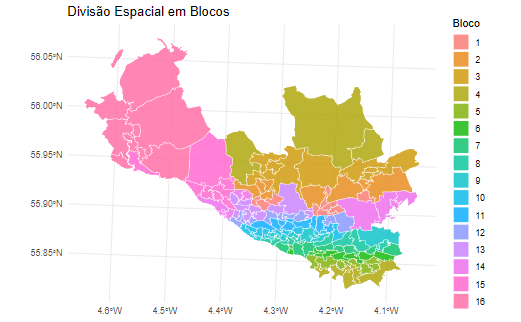 Divisão Espacial em Blocos
56.05°N
56.00°N
55.95°N
55.90°N
55.85°N
4.6°W
4.5°W
4.4°W
4.3°W
4.2°W
4.1°W
Bloco
1
2
3
4
5
6
7
8
9
10
11
12
13
14
15
16